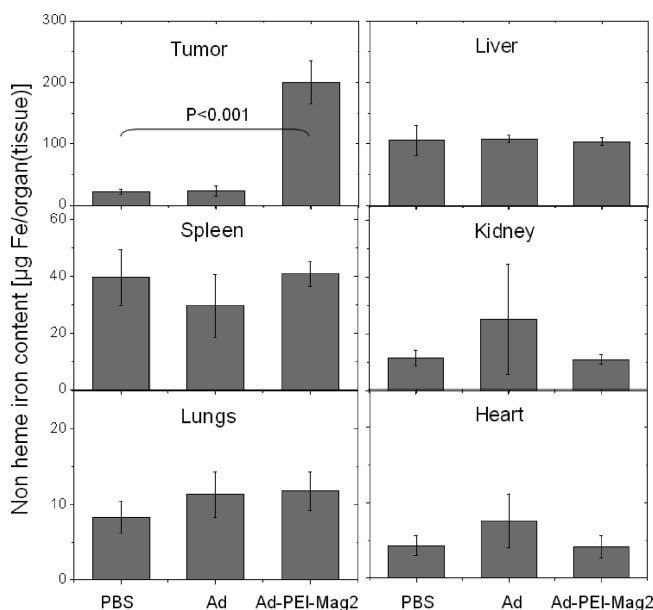 Non heme iron content [µg Fe/organ(tissue)]
300
200
100
0
Tumor
P<0.001
Liver
60
40
20
0
Spleen
Kidney
20
10
0
Lungs
Heart
PBS Ad Ad-PEI-Mag2
PBS Ad Ad-PEI-Mag2